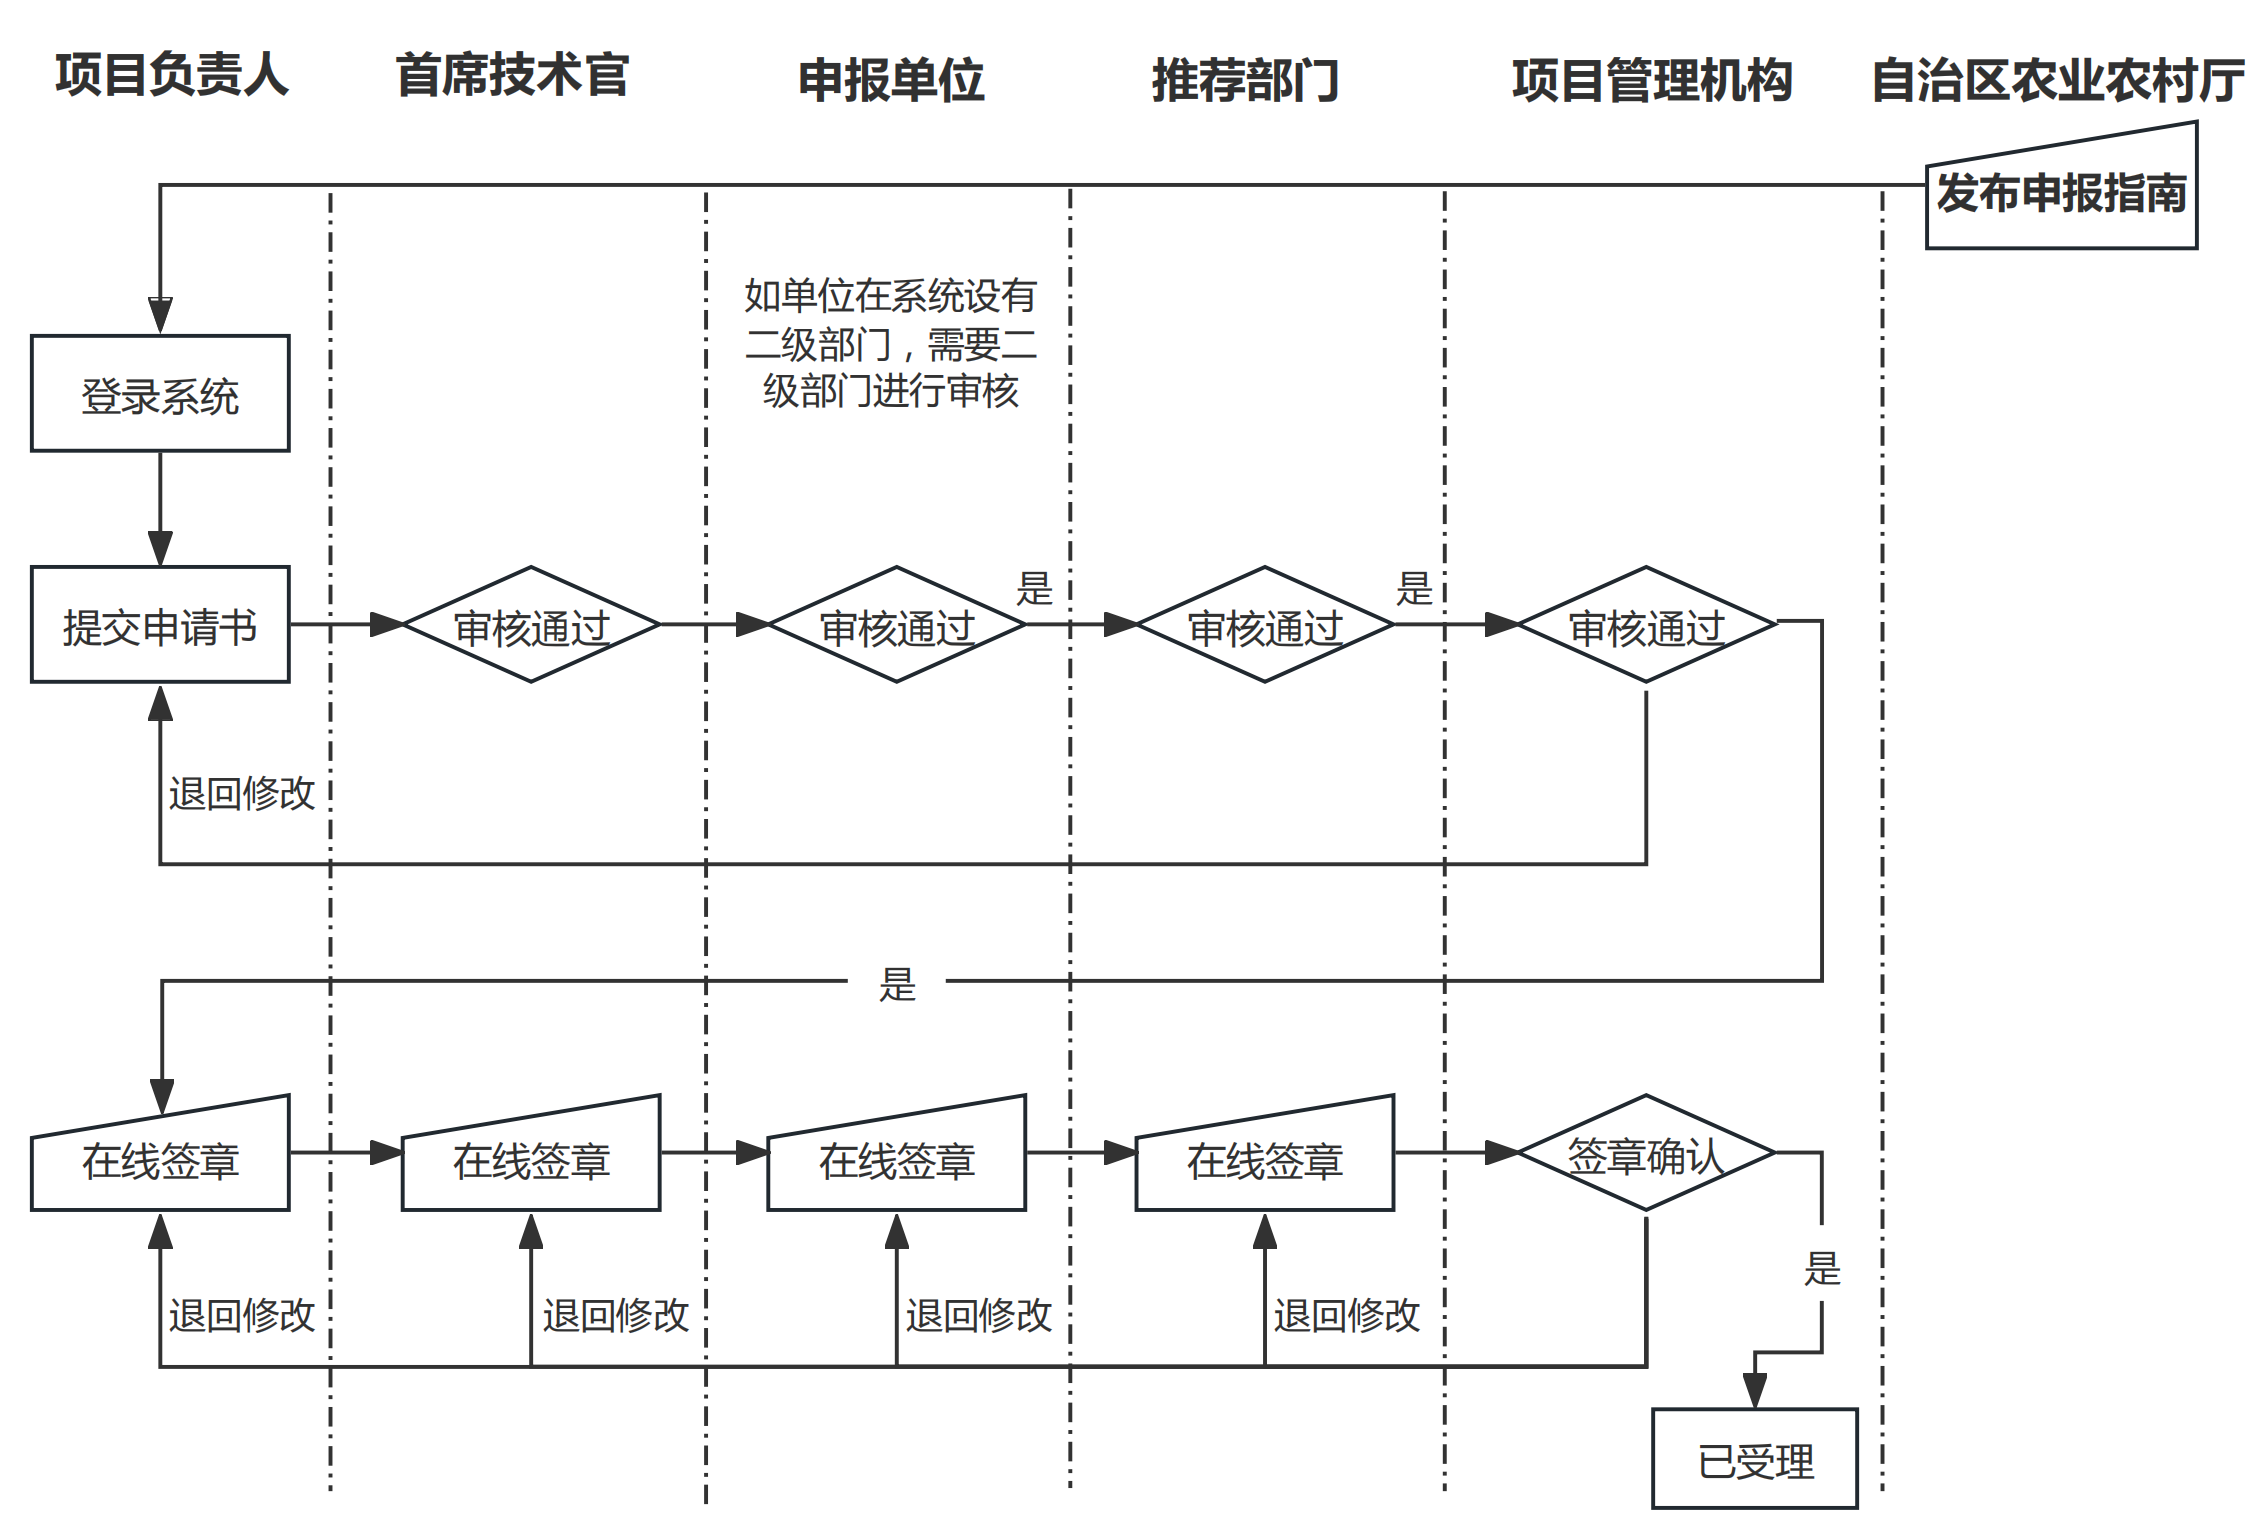 项目负责人
首席技术官
申报单位
推荐部门
项目管理机构
自治区农业农村厅
发布申报指南
如单位在系统设有
二级部门，需要二
级部门进行审核
登录系统
提交申请书
审核通过
审核通过
是
审核通过
是
审核通过
退回修改
是
在线签章
在线签章
在线签章
在线签章
签章确认
是
退回修改
退回修改
退回修改
退回修改
已受理